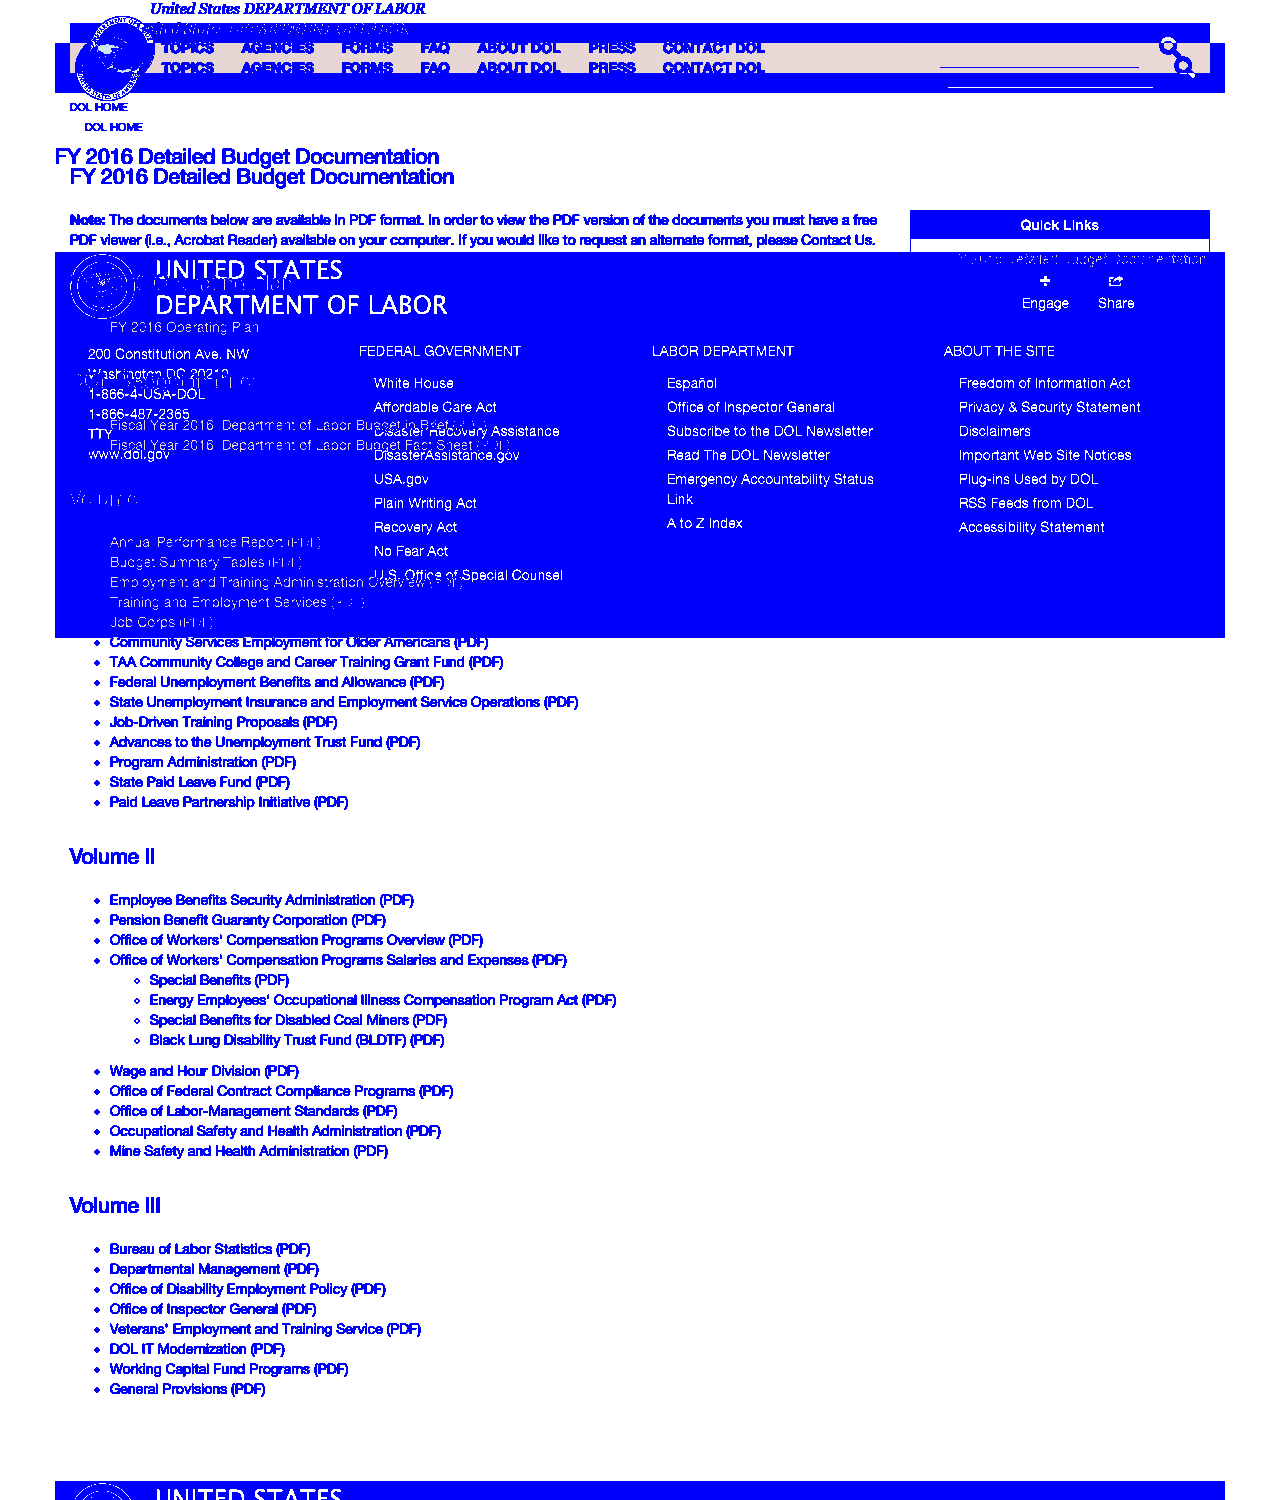 United States DEPARTMENT OF LABOR
TOPICS AGENCIES FORMS FAQ ABOUT DOL PRESS CONTACT DOL
TOPICS AGENCIES FORMS FAQ ABOUT DOL PRESS CONTACT DOL
DOL HOME
DOL HOME
FY 2016 Detailed Budget Documentation
FY 2016 Detailed Budget Documentation
Note: The documents below are available in PDF format. In order to view the PDF version of the documents you must have a free
PDF viewer (i.e., Acrobat Reader) available on your computer. If you would like to request an alternate format, please Contact Us.
Quick Links
UNITED STATES
DEPARTMENT OF LABOR
Engage Share
FY 2016 Operating Plan
200 Constitution Ave. NW
Washington DC 20210
1-866-4-USA-DOL
1-866-487-2365
TTY
www.dol.gov
Fiscal Year 2016 Department of Labor Budget in Brief
Fiscal Year 2016 Department of Labor Budget Fact Sheet (PDF)
FEDERAL GOVERNMENT
White House
Affordable Care Act
Disaster Recovery Assistance
DisasterAssistance.gov
USA.gov
Plain Writing Act
Recovery Act
No Fear Act
U.S. Office of Special Counsel
LABOR DEPARTMENT
Español
Office of Inspector General
Subscribe to the DOL Newsletter
Read The DOL Newsletter
Emergency Accountability Status
Link
A to Z Index
ABOUT THE SITE
Freedom of Information Act
Privacy & Security Statement
Disclaimers
Important Web Site Notices
Plug-ins Used by DOL
RSS Feeds from DOL
Accessibility Statement
Annual Performance Report (PDF)
Budget Summary Tables (PDF)
Employment and Training Administration Overview (PDF)
Training and Employment Services (PDF)
Job Corps (PDF)
Community Services Employment for Older Americans (PDF)
TAA Community College and Career Training Grant Fund (PDF)
Federal Unemployment Benefits and Allowance (PDF)
State Unemployment Insurance and Employment Service Operations (PDF)
Job-Driven Training Proposals (PDF)
Advances to the Unemployment Trust Fund (PDF)
Program Administration (PDF)
State Paid Leave Fund (PDF)
Paid Leave Partnership Initiative (PDF)
Volume II
Employee Benefits Security Administration (PDF)
Pension Benefit Guaranty Corporation (PDF)
Office of Workers' Compensation Programs Overview (PDF)
Office of Workers' Compensation Programs Salaries and Expenses (PDF)
Special Benefits (PDF)
Energy Employees' Occupational Illness Compensation Program Act (PDF)
Special Benefits for Disabled Coal Miners (PDF)
Black Lung Disability Trust Fund (BLDTF) (PDF)
Wage and Hour Division (PDF)
Office of Federal Contract Compliance Programs (PDF)
Office of Labor-Management Standards (PDF)
Occupational Safety and Health Administration (PDF)
Mine Safety and Health Administration (PDF)
Volume III
Bureau of Labor Statistics (PDF)
Departmental Management (PDF)
Office of Disability Employment Policy (PDF)
Office of Inspector General (PDF)
Veterans' Employment and Training Service (PDF)
DOL IT Modernization (PDF)
Working Capital Fund Programs (PDF)
General Provisions (PDF)
UNITED STATES